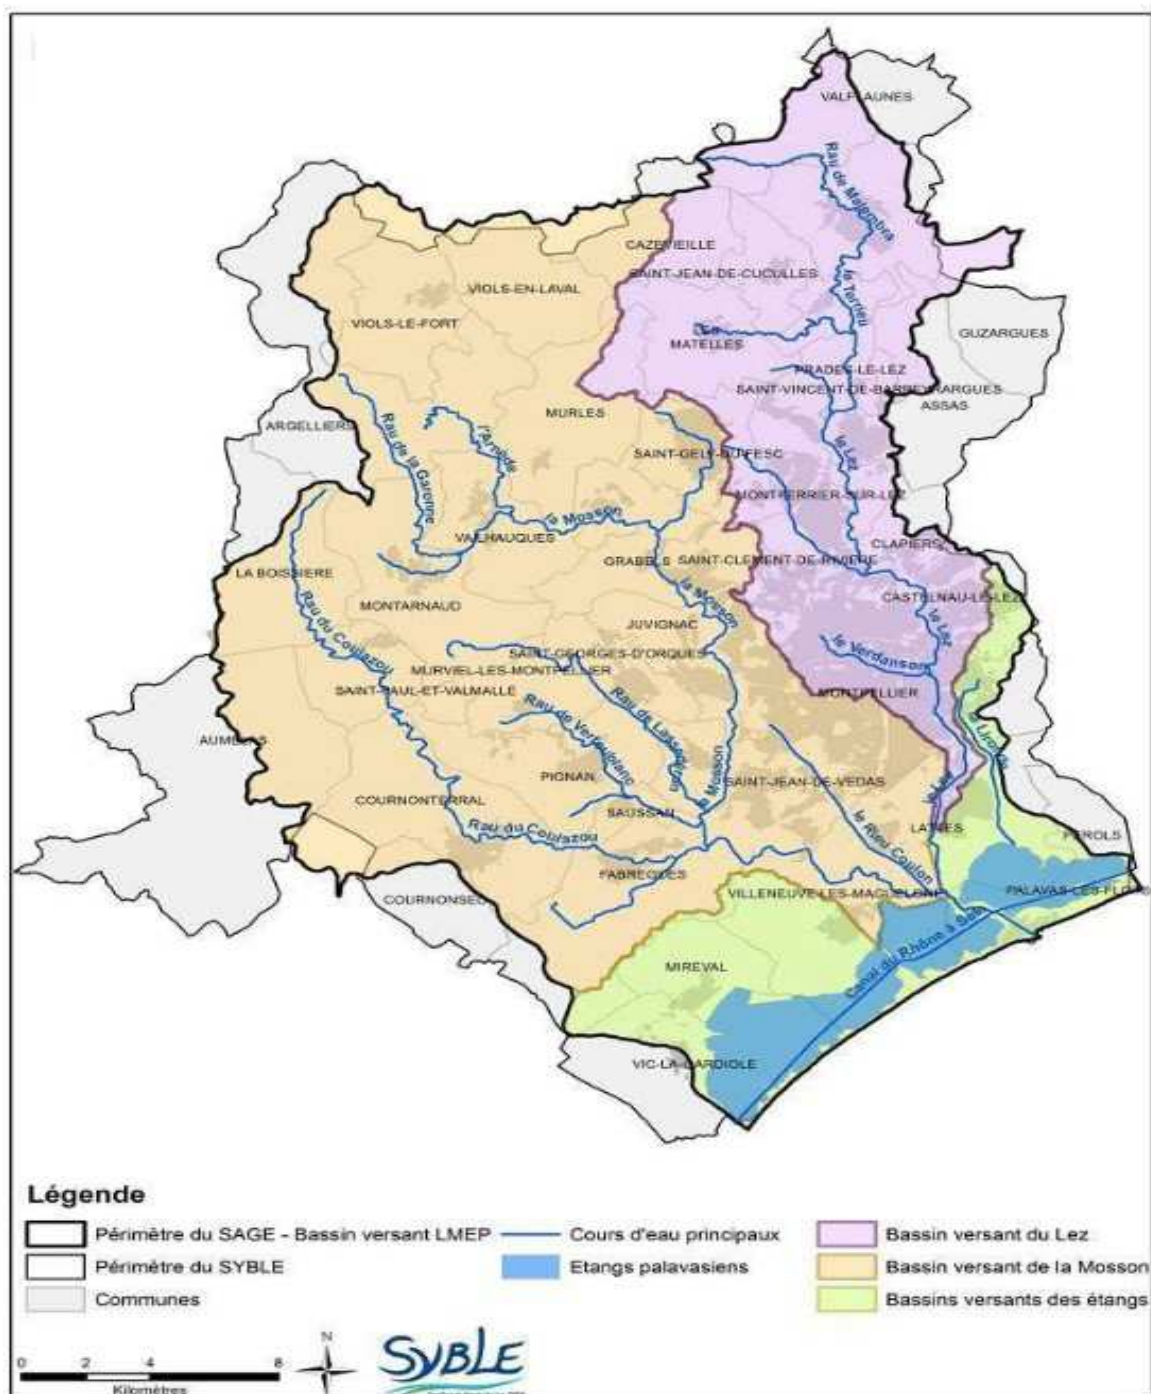 VALFLAUNES
Rau de Malembra
CAZEVIEILLE
SAINT-JEAN-DE-CUCULLES
VIOLS-EN-LAVAL
le Terrieu
VIOLS-LE-FORT
LES
MATELLES
GUZARGUES
PRADES-LE-LEZ
SAINT-VINCENT-DE-BARBEYRARGUES
ASSAS
MURLES
ARGELLIERS
Rau de la Garonne
l'Arnède
SAINT-GELY-DU-FESC
le Lez
MONTFERRIER-SUR-LEZ
la Mosson
VAILHAUQUES
CLAPIERS
GRABELS
SAINT-CLEMENT-DE-RIVIERE
LA BOISSIERE
CASTELNAU-LE-LEZ
MONTARNAUD
la Mosson
JUVIGNAC
le Lez
Rau du Coulazou
SAINT-GEORGES-D'ORQUES
le Verdanson
MURVIEL-LES-MONTPELLIER
SAINT-PAUL-ET-VALMALLE
MONTPELLIER
Rau de Lassedéron
AUMELAS
PIGNAN
la Mosson
SAINT-JEAN-DE-VEDAS
COURNONTERRAL
SAUSSAN
le Lez
le Rieu Coulon
LATTES
PEROLS
Rau du Coulazou
FABREGUES
COURNONSEC
VILLENEUVE-LES-MAGUELONE
PALAVAS-LES-FLOTS
MIREVAL
Canal du Rhône à Sète
VIC-LA-GARDIOLE
Légende
Périmètre du SAGE - Bassin versant LMEP
Cours d'eau principaux
Bassin versant du Lez
Périmètre du SYBLE
Etangs palavasiens
Bassin versant de la Mosson
Communes
Bassins versants des étangs
0 2 4 8
Kilomètres
N
SYBLE